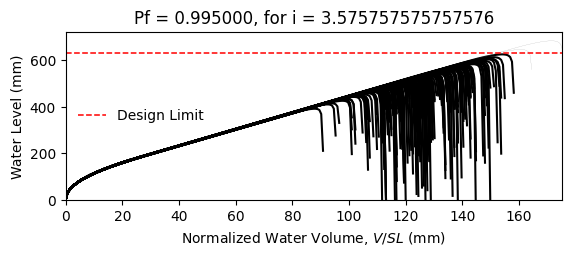 Pf = 0.995000, for i = 3.575757575757576
Water Level (mm)
600
400
200
0
Design Limit
0 20 40 60 80 100 120 140 160
Normalized Water Volume, V/SL (mm)